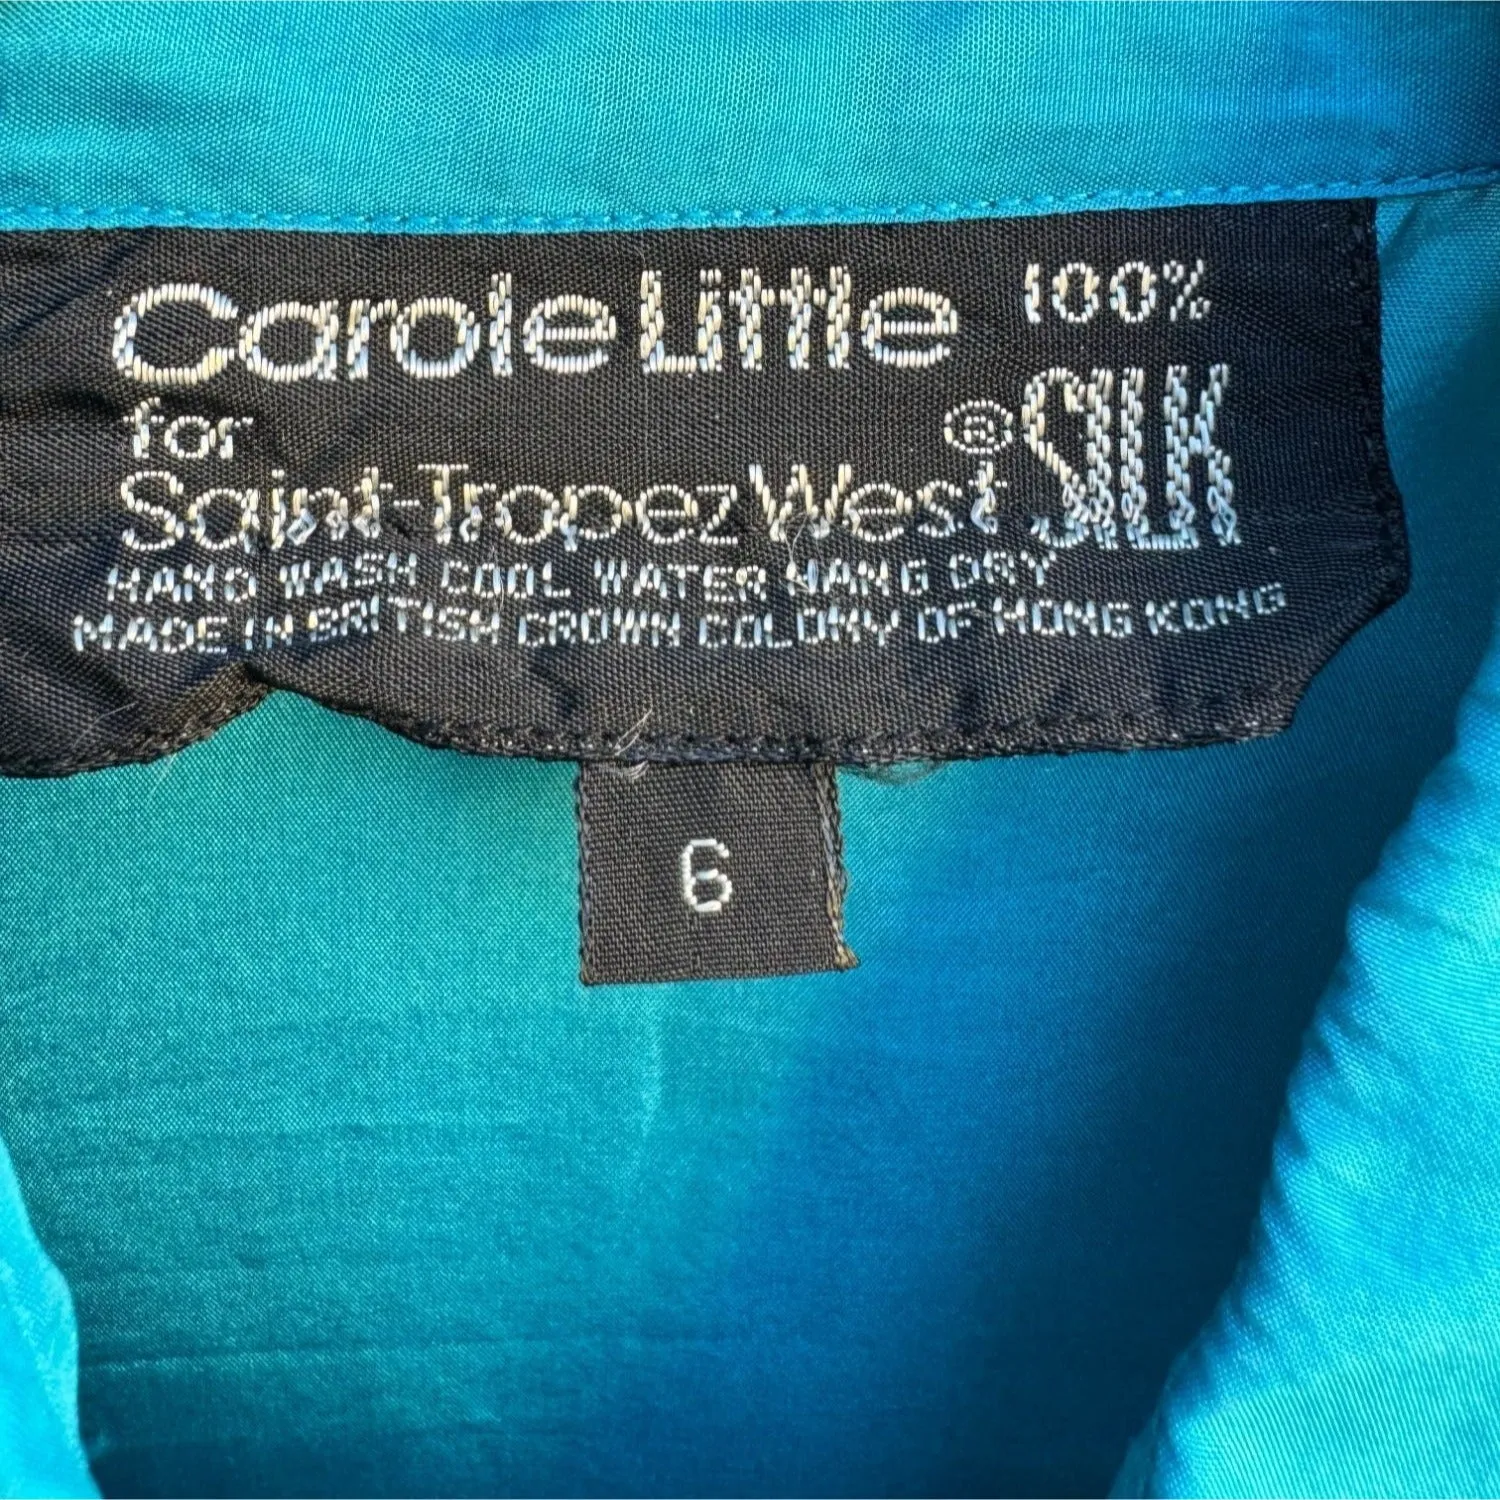 Carole Little 100%
for ® SILK
Saint-Tropez West
HAND WASH COOL WATER HANG DRY
MADE IN BRITISH CROWN COLONY OF HONG KONG
6